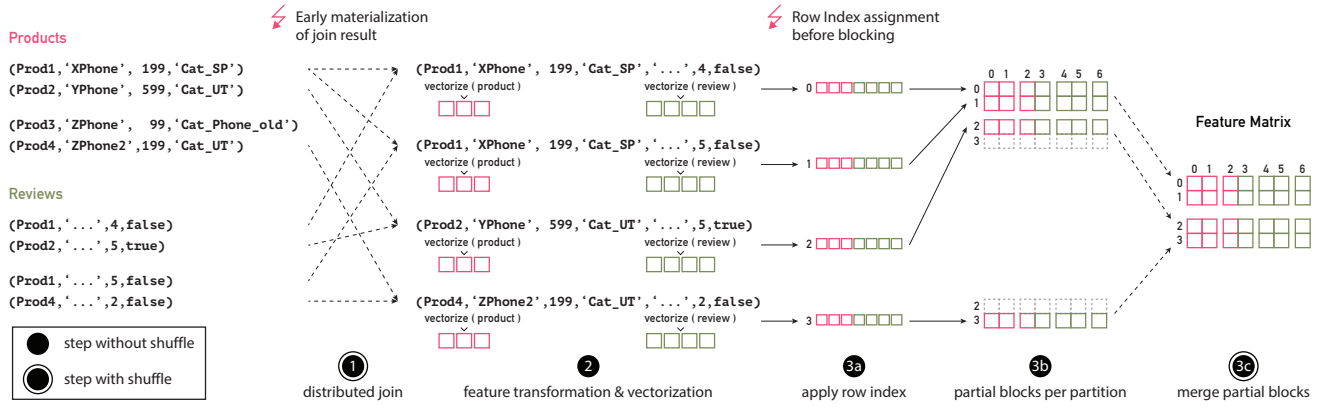 Early materialization
of join result
Row Index assignment
before blocking
Products
(Prod1,‘XPhone’, 199,‘Cat_SP’)
(Prod2,‘YPhone’, 599,‘Cat_UT’)
(Prod3,‘ZPhone’, 99,‘Cat_Phone_old’)
(Prod4,‘ZPhone2’,199,‘Cat_UT’)
Reviews
(Prod1,‘...’,4,false)
(Prod2,‘...’,5,true)
(Prod1,‘...’,5,false)
(Prod4,‘...’,2,false)
step without shuffle
step with shuffle
(Prod1,‘XPhone’, 199,‘Cat_SP’,‘...’,4,false)
vectorize ( product ) vectorize ( review )
(Prod1,‘XPhone’, 199,‘Cat_SP’,‘...’,5,false)
vectorize ( product ) vectorize ( review )
(Prod2,‘YPhone’, 599,‘Cat_UT’,‘...’,5,true)
vectorize ( product ) vectorize ( review )
(Prod4,‘ZPhone2’,199,‘Cat_UT’,‘...’,2,false)
vectorize ( product ) vectorize ( review )
0
1
2
3
0 1 2 3 4 5 6
0
1
2
3
2
3
Feature Matrix
0 1 2 3 4 5 6
0
1
2
3
1
distributed join
2
feature transformation & vectorization
3a
apply row index
3b
partial blocks per partition
3c
merge partial blocks